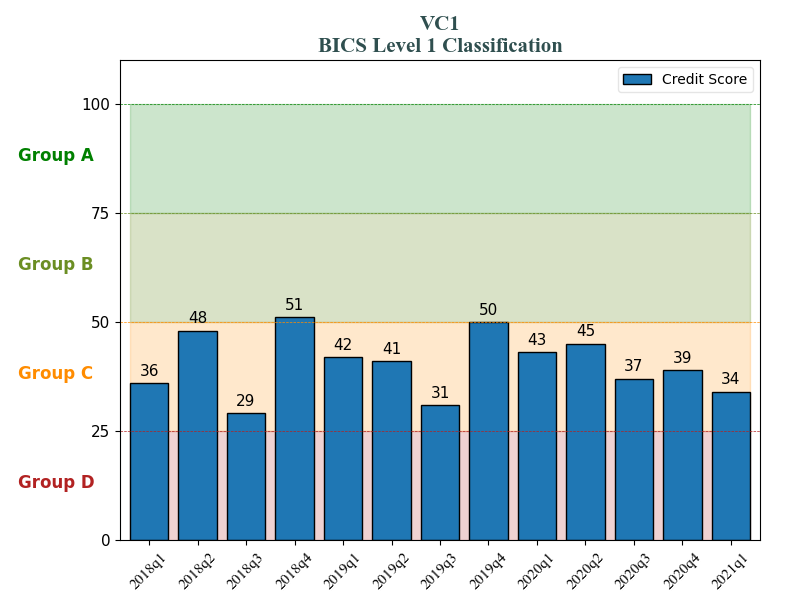 VC1
BICS Level 1 Classification
Credit Score
100
Group A
75
Group B
50
Group C
25
Group D
0
36
48
29
51
42
41
31
50
43
45
37
39
34
2018q1
2018q2
2018q3
2018q4
2019q1
2019q2
2019q3
2019q4
2020q1
2020q2
2020q3
2020q4
2021q1